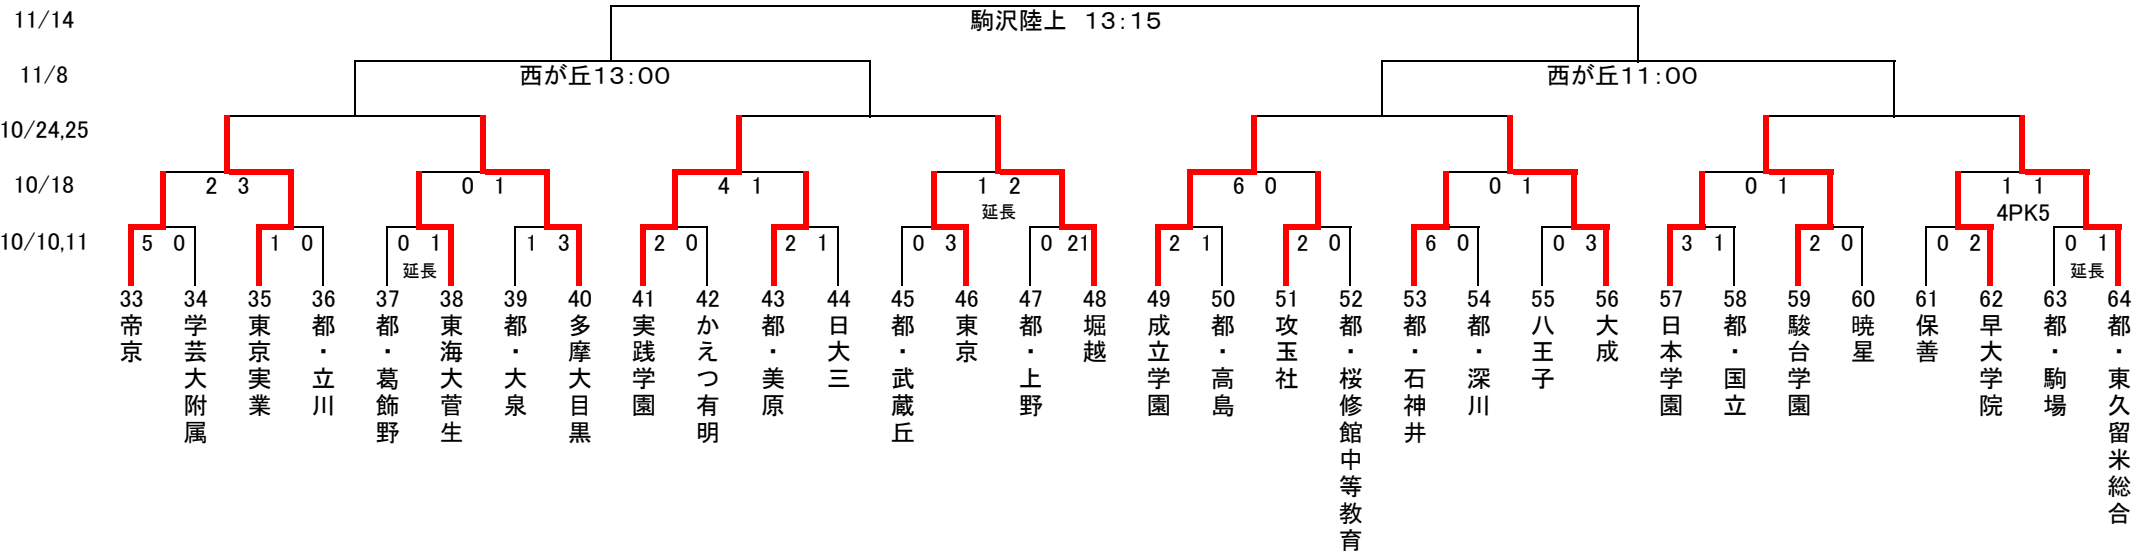 11/14 駒沢陸上 13:15
11/8 西が丘13:00 西が丘11:00
10/24,25
10/18 2 3 0 1 4 1 1 2 6 0 0 1 0 1 1 1
延長 4PK5
10/10,11 5 0 1 0 0 1 1 3 2 0 2 1 0 3 0 21 2 1 2 0 6 0 0 3 3 1 2 0 0 2 0 1
延長 延長
33 34 35 36 37 38 39 40 41 42 43 44 45 46 47 48 49 50 51 52 53 54 55 56 57 58 59 60 61 62 63 64
帝京
学芸大附属
東京実業
都・立川
都・葛飾野
東海大菅生
都・大泉
多摩大目黒
実践学園
かえつ有明
都・美原
日大三
都・武蔵丘
東京
都・上野
堀越
成立学園
都・高島
攻玉社
都・桜修館中等教育
都・石神井
都・深川
八王子
大成
日本学園
都・国立
駿台学園
暁星
保善
早大学院
都・駒場
都・東久留米総合